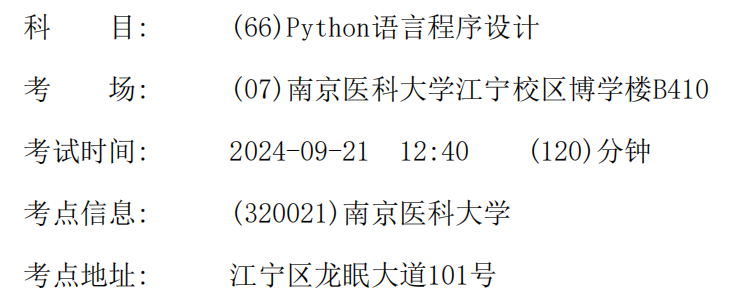 科　　目:　　(66)Python语言程序设计
考　　场:　　(07)南京医科大学江宁校区博学楼B410
考试时间:　　2024-09-21  12:40    (120)分钟
考点信息:　　(320021)南京医科大学
考点地址:　　江宁区龙眠大道101号